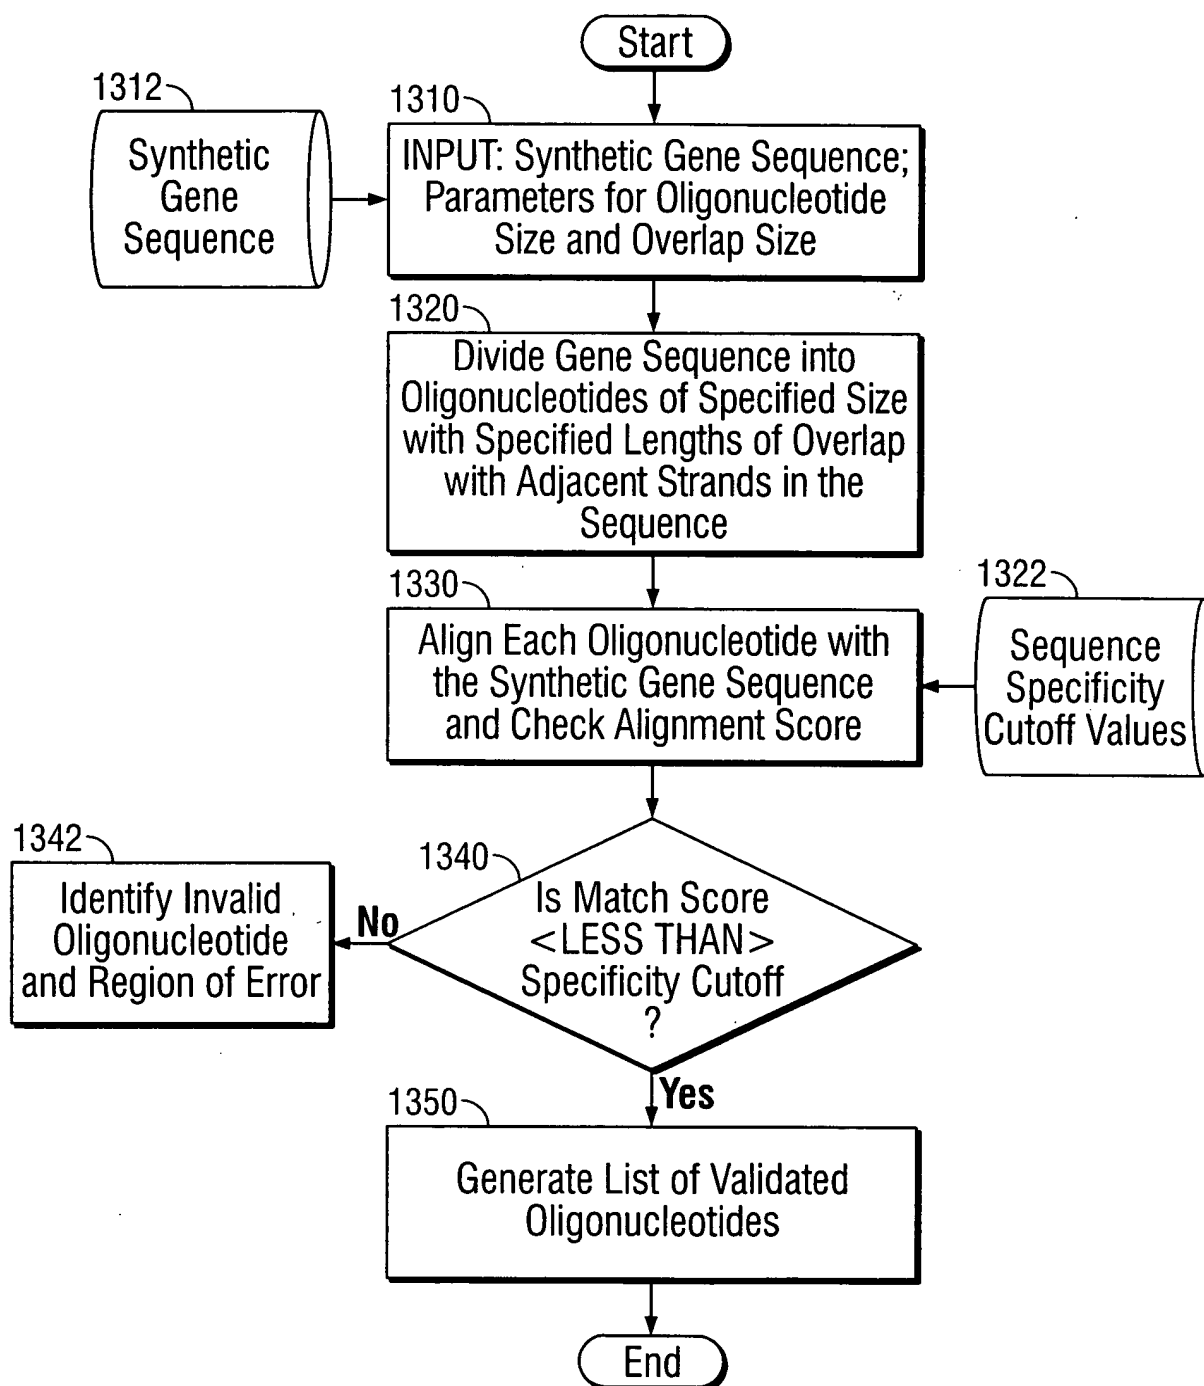 Start
1312
Synthetic
Gene
Sequence
1310
INPUT: Synthetic Gene Sequence;
Parameters for Oligonucleotide
Size and Overlap Size
1320
Divide Gene Sequence into
Oligonucleotides of Specified Size
with Specified Lengths of Overlap
with Adjacent Strands in the
Sequence
1330
Align Each Oligonucleotide with
the Synthetic Gene Sequence
and Check Alignment Score
1322
Sequence
Specificity
Cutoff Values
1340
Is Match Score
<LESS THAN>
Specificity Cutoff
?
No
1342
Identify Invalid
Oligonucleotide
and Region of Error
Yes
1350
Generate List of Validated
Oligonucleotides
End